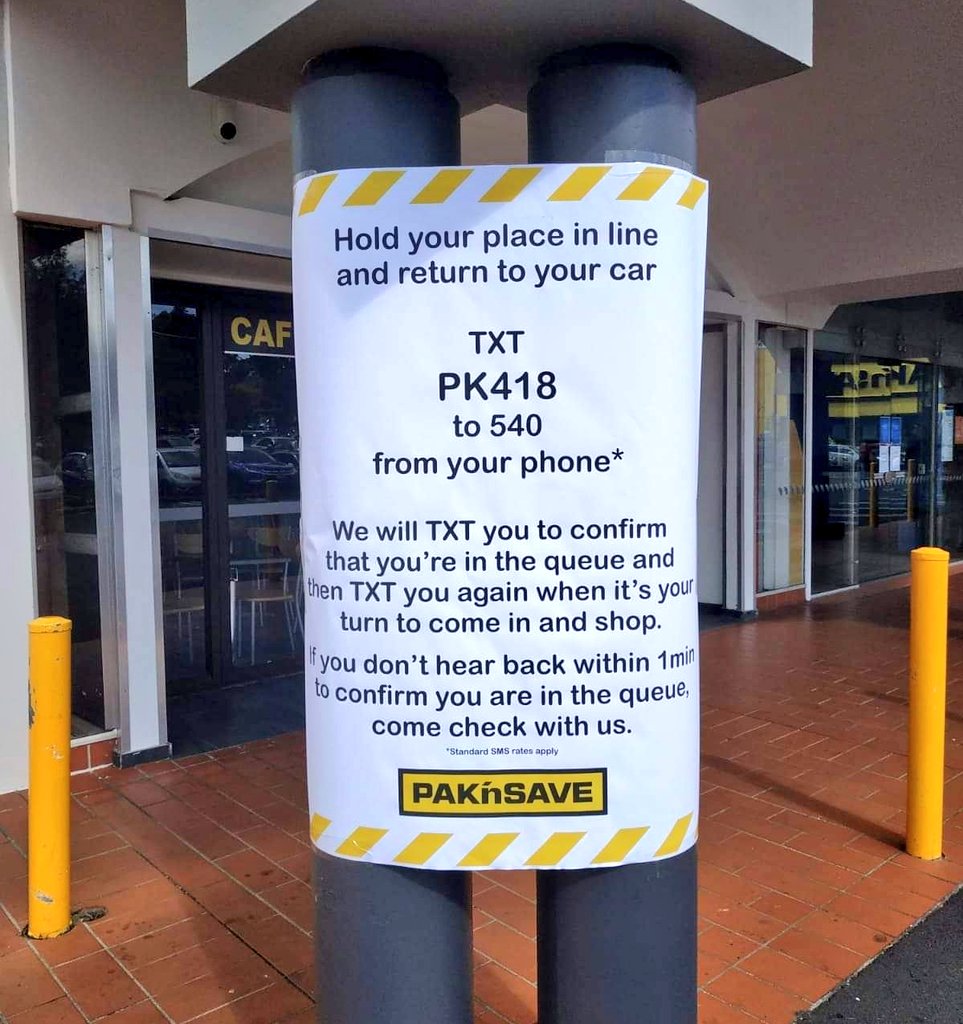 Hold your place in line
and return to your car
TXT
PK418
to 540
from your phone*
We will TXT you to confirm
that you're in the queue and
then TXT you again when it's your
turn to come in and shop.
If you don't hear back within 1min
to confirm you are in the queue,
come check with us.
*Standard SMS rates apply
PAK'nSAVE
CAF